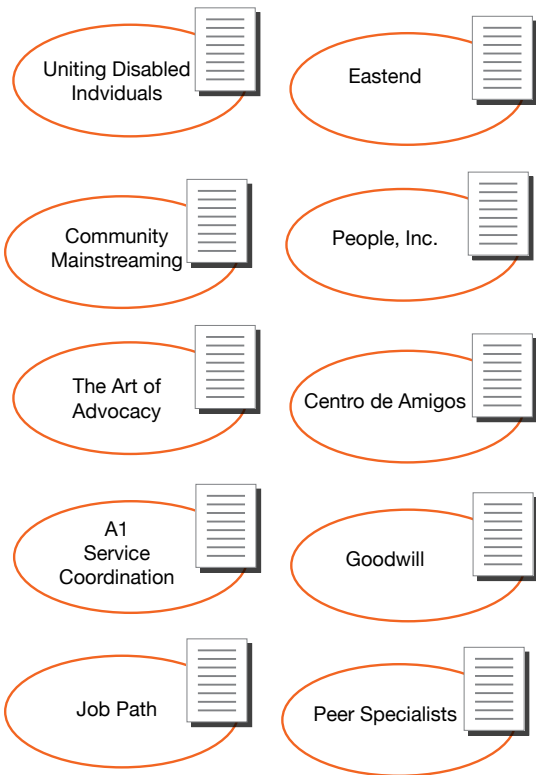 Uniting Disabled
Indviduals
Eastend
Community
Mainstreaming
People, Inc.
The Art of
Advocacy
Centro de Amigos
A1
Service
Coordination
Goodwill
Job Path
Peer Specialists